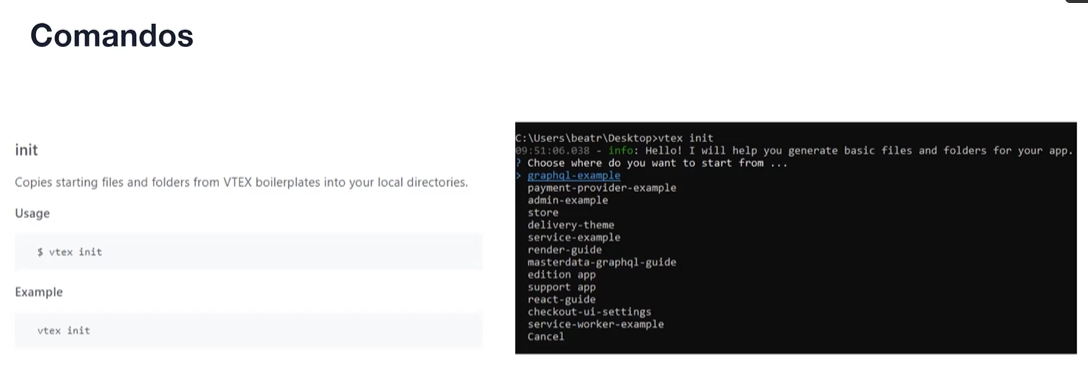 Comandos
init
Copies starting files and folders from VTEX boilerplates into your local directories.
Usage
$ vtex init
Example
vtex init
C:\Users\beatr\Desktop>vtex init
09:51:06.038 - info: Hello! I will help you generate basic files and folders for your app.
? Choose where do you want to start from ...
> graphql-example
payment-provider-example
admin-example
store
delivery-theme
service-example
render-guide
masterdata-graphql-guide
edition app
support app
react-guide
checkout-ui-settings
service-worker-example
Cancel